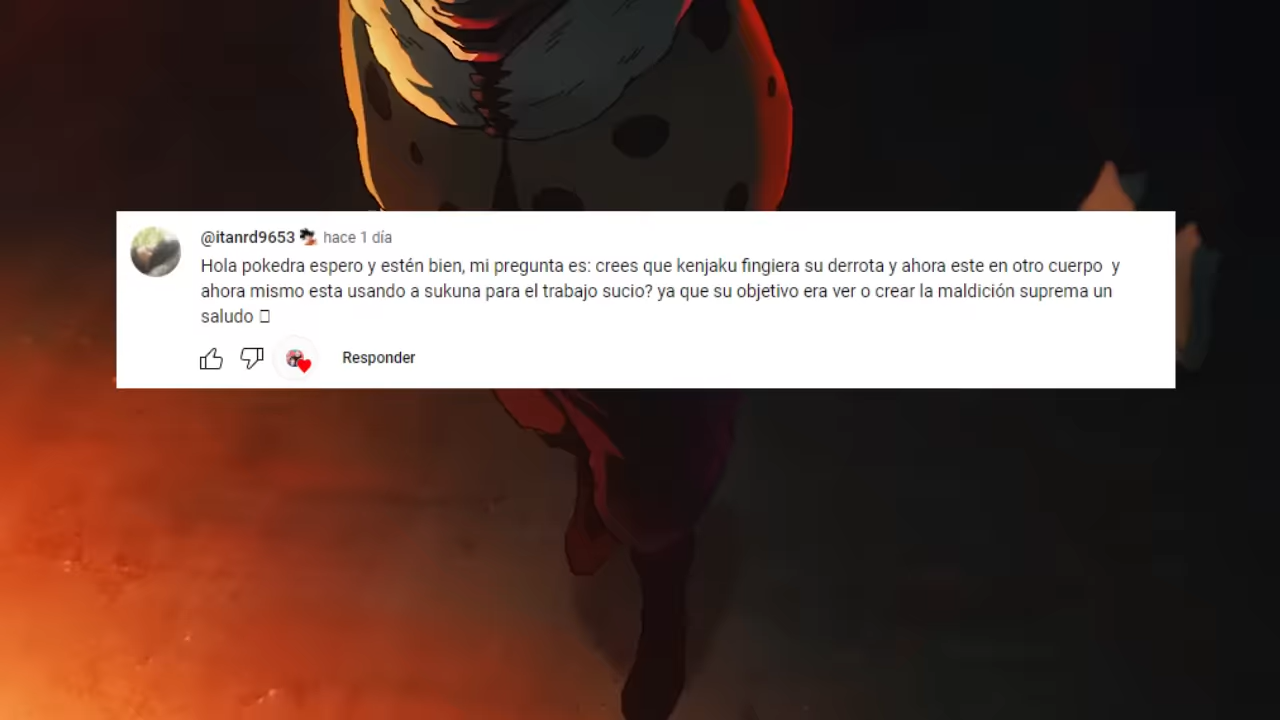 @itanrd9653 hace 1 día
Hola pokedra espero y estén bien, mi pregunta es: crees que kenjaku fingiera su derrota y ahora este en otro cuerpo y
ahora mismo esta usando a sukuna para el trabajo sucio? ya que su objetivo era ver o crear la maldición suprema un
saludo
Responder